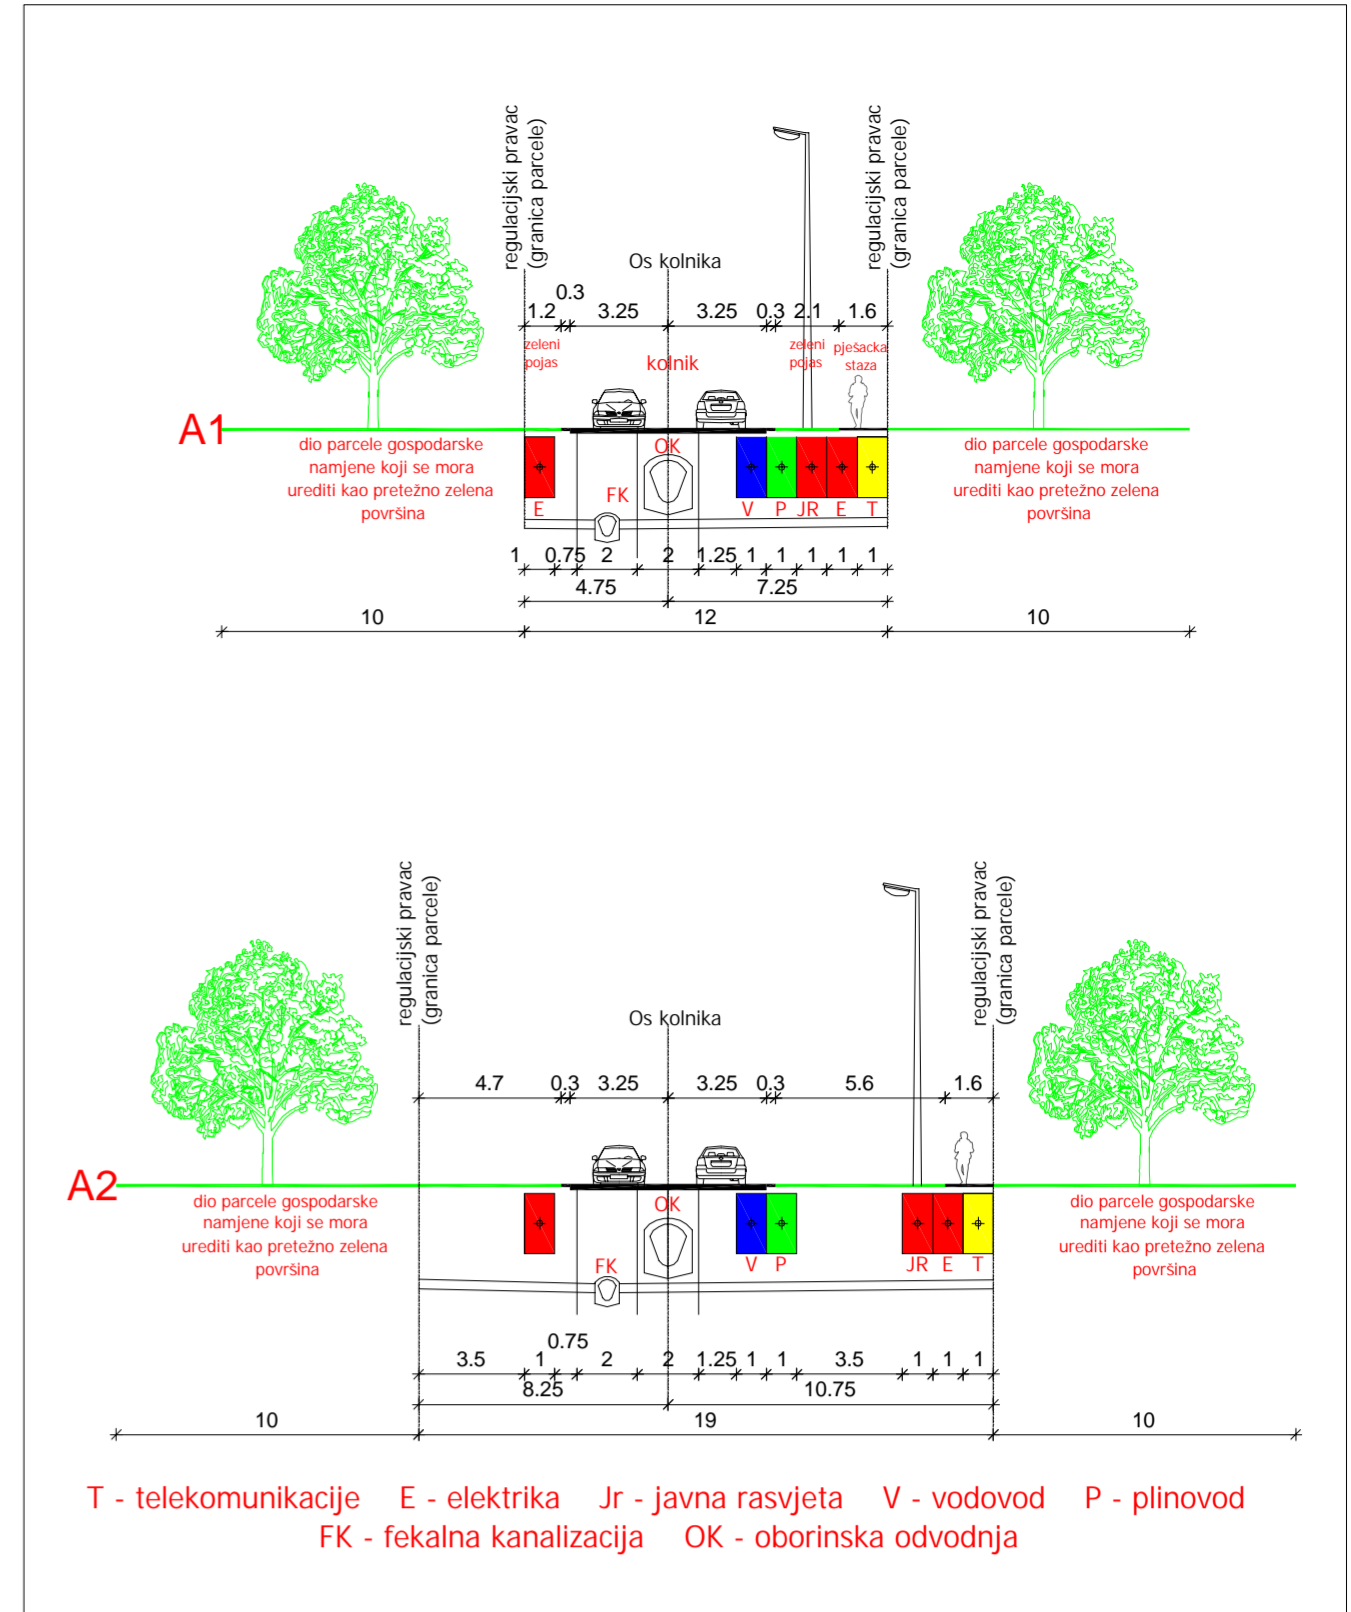 regulacijski pravac
(granica parcele)
regulacijski pravac
(granica parcele)
Os kolnika
0.3
1.2 3.25 3.25 0.3 2.1 1.6
zeleni
pojas
kolnik
zeleni
pojas
pješacka
staza
A1
dio parcele gospodarske
namjene koji se mora
urediti kao pretežno zelena
površina
OK
FK
E V P JR E T
dio parcele gospodarske
namjene koji se mora
urediti kao pretežno zelena
površina
1 0.75 2 2 1.25 1 1 1 1 1
4.75 7.25
10 12 10
regulacijski pravac
(granica parcele)
regulacijski pravac
(granica parcele)
Os kolnika
4.7 0.3 3.25 3.25 0.3 5.6 1.6
A2
dio parcele gospodarske
namjene koji se mora
urediti kao pretežno zelena
površina
OK
FK V P JR E T
dio parcele gospodarske
namjene koji se mora
urediti kao pretežno zelena
površina
0.75
3.5 1 2 2 1.25 1 1 3.5 1 1 1
8.25 10.75
10 19 10
T - telekomunikacije E - elektrika Jr - javna rasvjeta V - vodovod P - plinovod
FK - fekalna kanalizacija OK - oborinska odvodnja